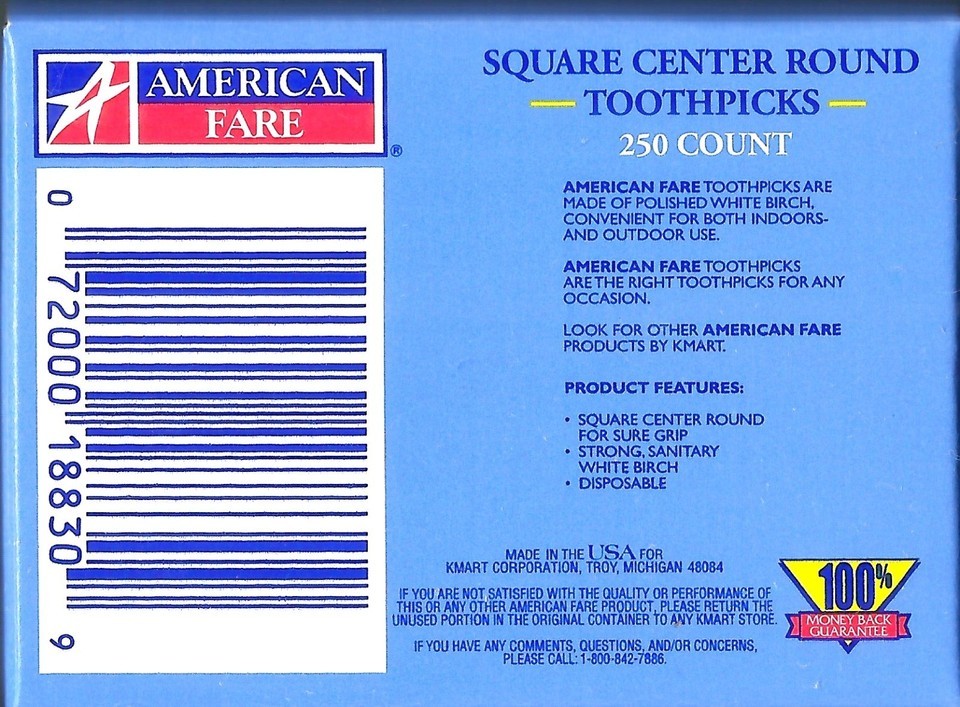 AMERICAN
FARE
®
0
72000 18830
9
SQUARE CENTER ROUND
TOOTHPICKS
250 COUNT
AMERICAN FARE TOOTHPICKS ARE
MADE OF POLISHED WHITE BIRCH,
CONVENIENT FOR BOTH INDOORS-
AND OUTDOOR USE.
AMERICAN FARE TOOTHPICKS
ARE THE RIGHT TOOTHPICKS FOR ANY
OCCASION.
LOOK FOR OTHER AMERICAN FARE
PRODUCTS BY KMART.
PRODUCT FEATURES:
• SQUARE CENTER ROUND
FOR SURE GRIP
• STRONG, SANITARY
WHITE BIRCH
• DISPOSABLE
MADE IN THE USA FOR
KMART CORPORATION, TROY, MICHIGAN 48084
IF YOU ARE NOT SATISFIED WITH THE QUALITY OR PERFORMANCE OF
THIS OR ANY OTHER AMERICAN FARE PRODUCT, PLEASE RETURN THE
UNUSED PORTION IN THE ORIGINAL CONTAINER TO ANY KMART STORE.
IF YOU HAVE ANY COMMENTS, QUESTIONS, AND/OR CONCERNS,
PLEASE CALL: 1-800-842-7886.
100%
MONEY BACK
GUARANTEE